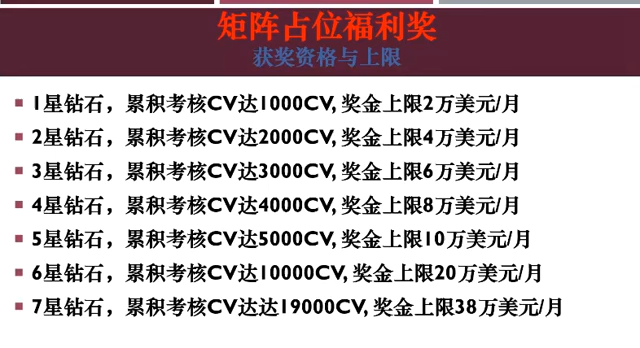 矩阵占位福利奖
获奖资格与上限
1星钻石，累积考核CV达1000CV, 奖金上限2万美元/月
2星钻石，累积考核CV达2000CV, 奖金上限4万美元/月
3星钻石，累积考核CV达3000CV, 奖金上限6万美元/月
4星钻石，累积考核CV达4000CV, 奖金上限8万美元/月
5星钻石，累积考核CV达5000CV, 奖金上限10万美元/月
6星钻石，累积考核CV达10000CV, 奖金上限20万美元/月
7星钻石，累积考核CV达达19000CV, 奖金上限38万美元/月